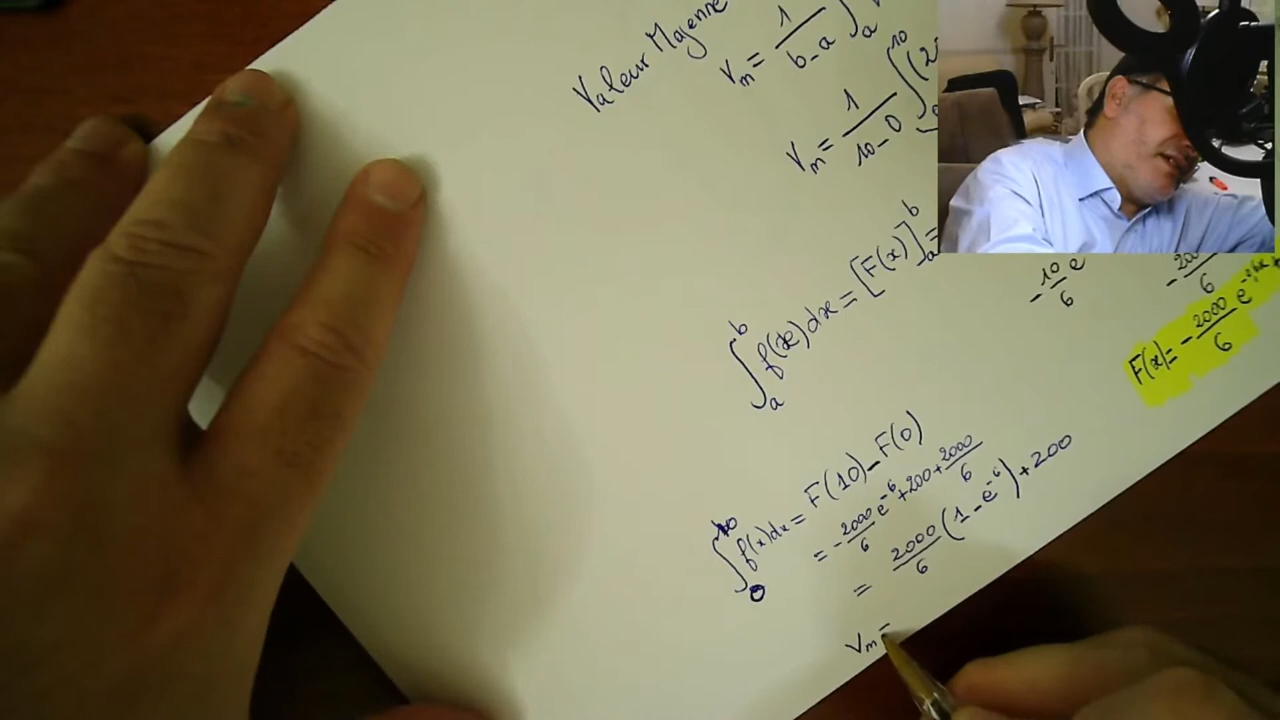 Valeur Moyenne
Vm = 1/(b-a) ∫a
Vm = 1/(10-0) ∫ 10 (2
∫a b f(x)dx = [F(x)]a b =
-10/6 e
-200/6
F(x) = -2000/6 e
∫0 10 f(x)dx = F(10) - F(0)
= -2000/6 e^-6 + 200 + 2000/6
= 2000/6 (1 - e^-6) + 200
Vm =